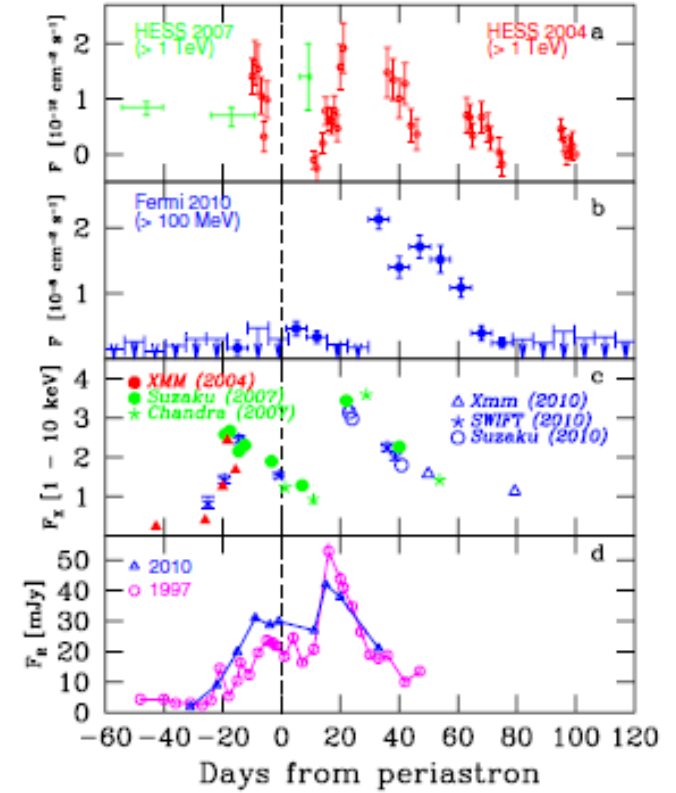 HESS 2007
(> 1 TeV)
HESS 2004
(> 1 TeV)
a
F [10⁻¹² cm⁻² s⁻¹]
2
1
0
Fermi 2010
(> 100 MeV)
b
F [10⁻⁶ cm⁻² s⁻¹]
2
1
XMM (2004)
Suzaku (2007)
Chandra (2007)
c
Xmm (2010)
SWIFT (2010)
Suzaku (2010)
F_X [1 - 10 keV]
4
3
2
1
2010
1997
d
F_R [mJy]
50
40
30
20
10
0
-60 -40 -20 0 20 40 60 80 100 120
Days from periastron